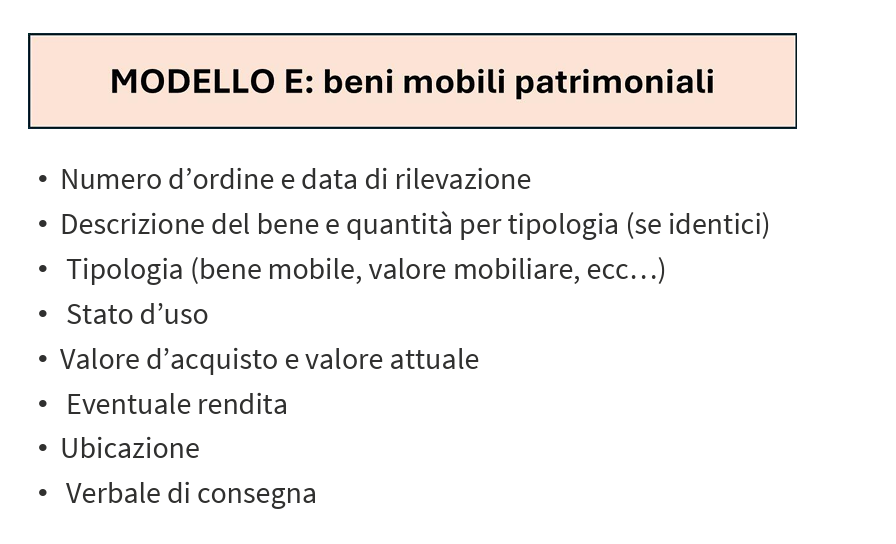 MODELLO E: beni mobili patrimoniali
• Numero d’ordine e data di rilevazione
• Descrizione del bene e quantità per tipologia (se identici)
• Tipologia (bene mobile, valore mobiliare, ecc…)
• Stato d’uso
• Valore d’acquisto e valore attuale
• Eventuale rendita
• Ubicazione
• Verbale di consegna